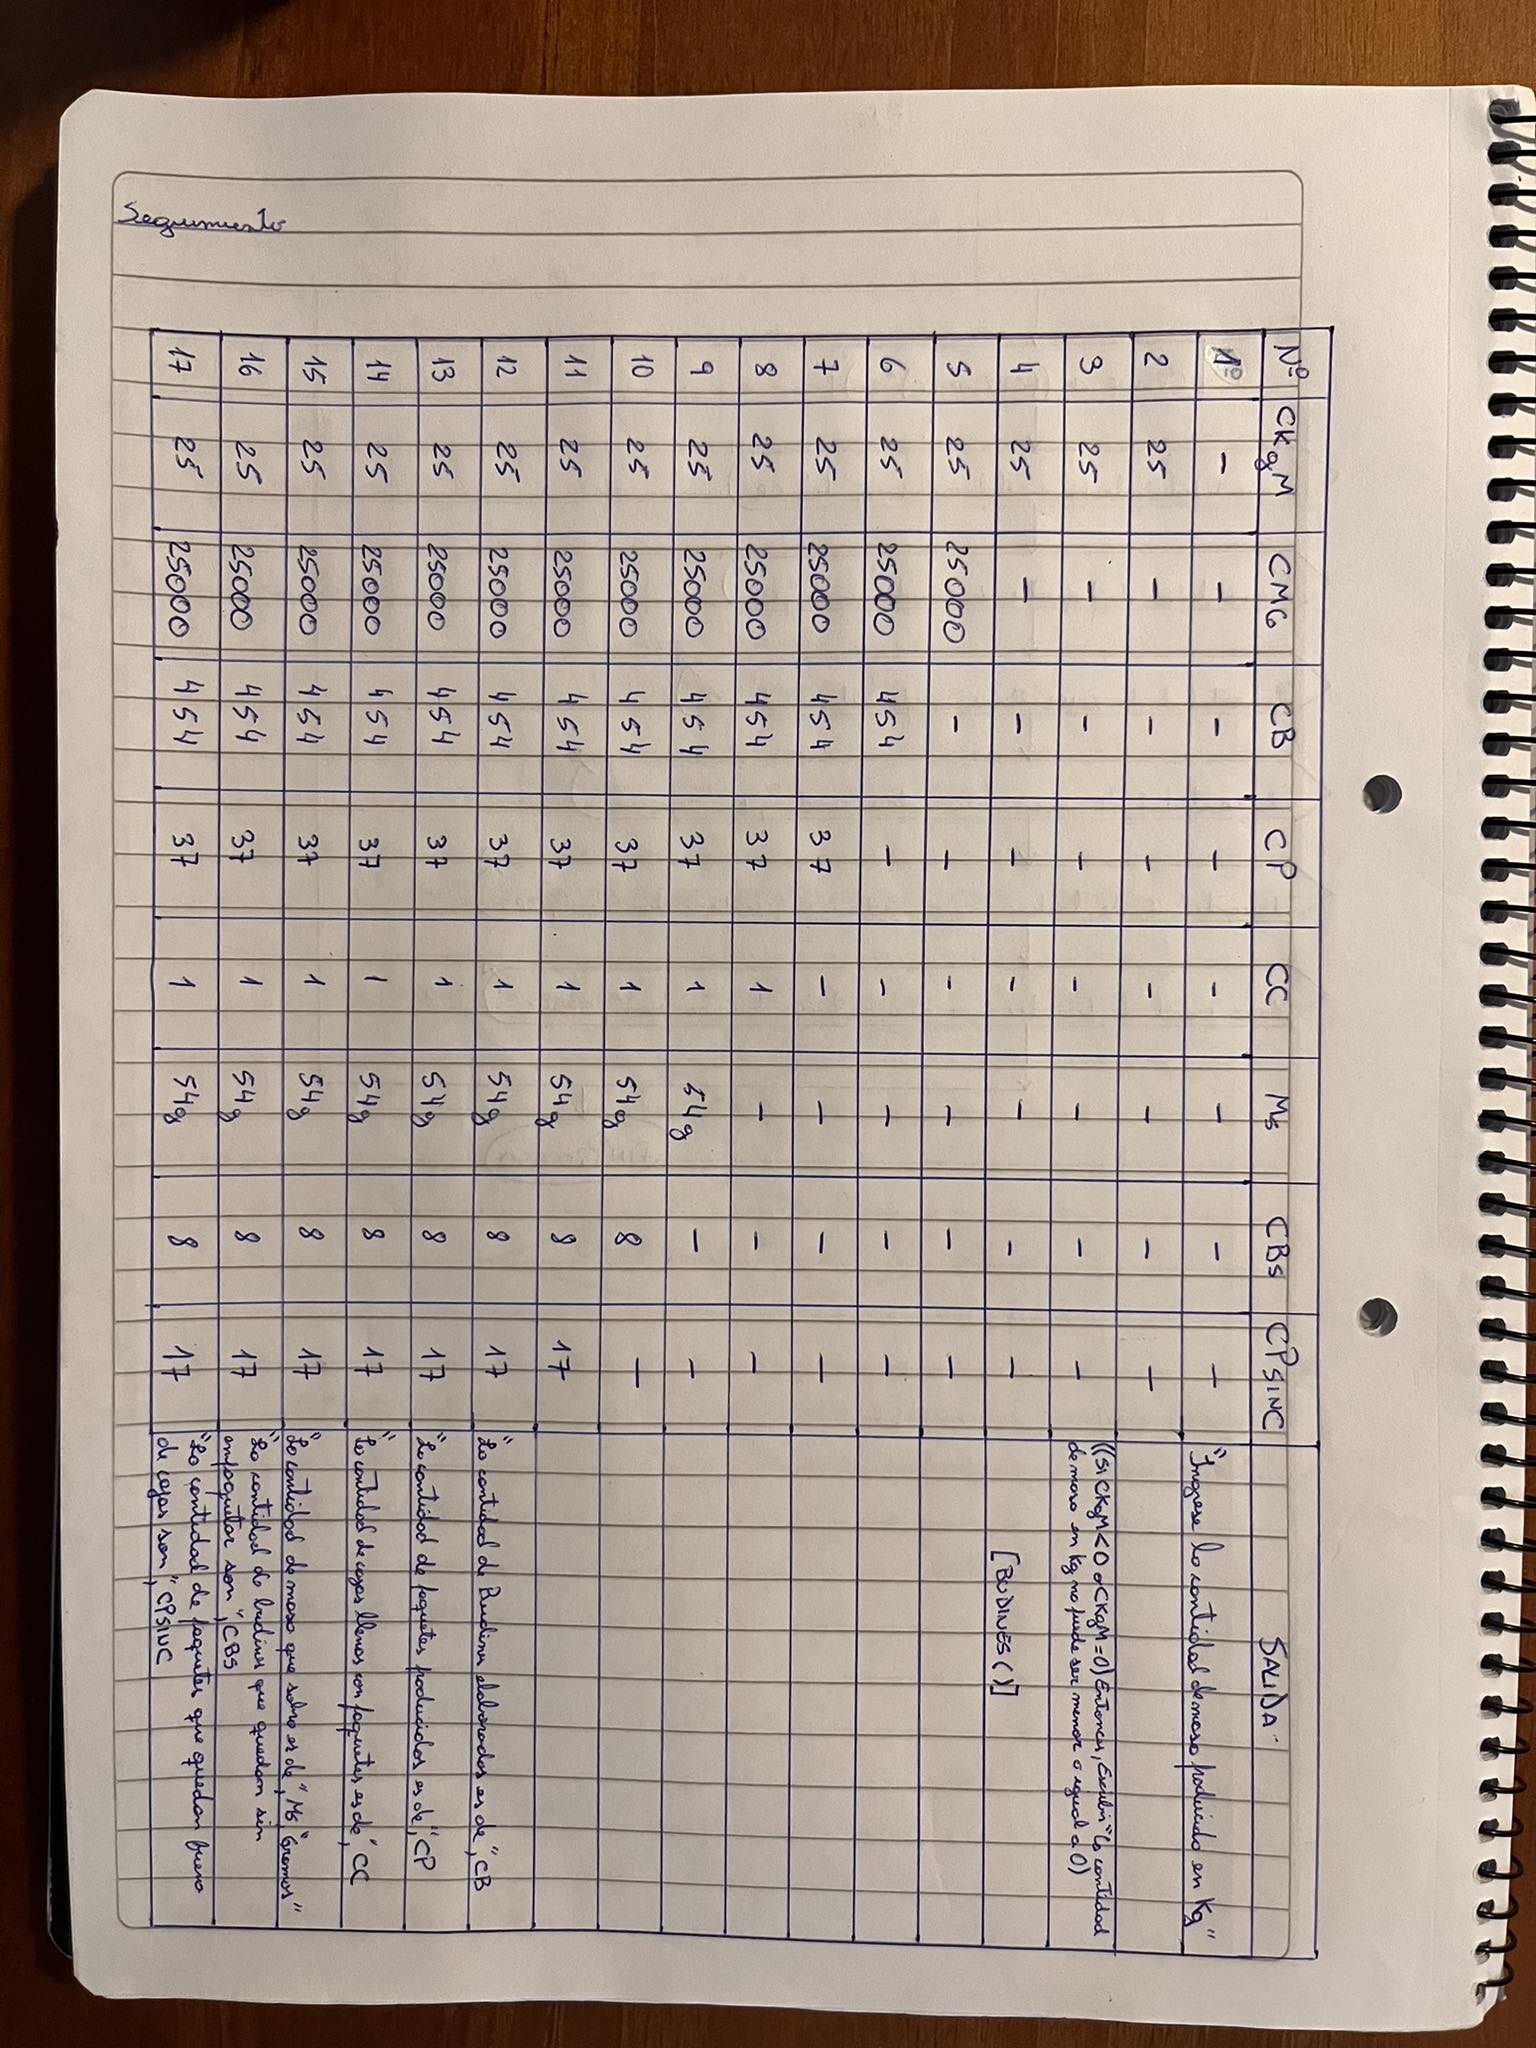 Seguimiento
Nº CKgM CMG CB CP CC Ms CBs CPSINC SALIDA
1º - - - - - - - - "Ingrese la cantidad de masa producida en Kg"
2 25 - - - - - - -
3 25 - - - - - - - ((Si CKgM<0 o CKgM=0) Entonces, Escribir "La cantidad
de masa en Kg no puede ser menor o igual a 0)
4 25 - - - - - - - [BUDINES()]
5 25 25000 - - - - - -
6 25 25000 454 - - - - -
7 25 25000 454 37 - - - -
8 25 25000 454 37 1 - - -
9 25 25000 454 37 1 54g - -
10 25 25000 454 37 1 54g 8 -
11 25 25000 454 37 1 54g 8 17
12 25 25000 454 37 1 54g 8 17 "La cantidad de Budines elaborados es de", CB
13 25 25000 454 37 1 54g 8 17 "La cantidad de paquetes producidos es de", CP
14 25 25000 454 37 1 54g 8 17 "La cantidad de cajas llenas con paquetes es de", CC
15 25 25000 454 37 1 54g 8 17 "La cantidad de masa que sobra es de", Ms "Gramos"
16 25 25000 454 37 1 54g 8 17 "La cantidad de budines que quedan sin
empaquetar son", CBs
17 25 25000 454 37 1 54g 8 17 "La cantidad de paquetes que quedan fuera
de cajas son", CPSINC